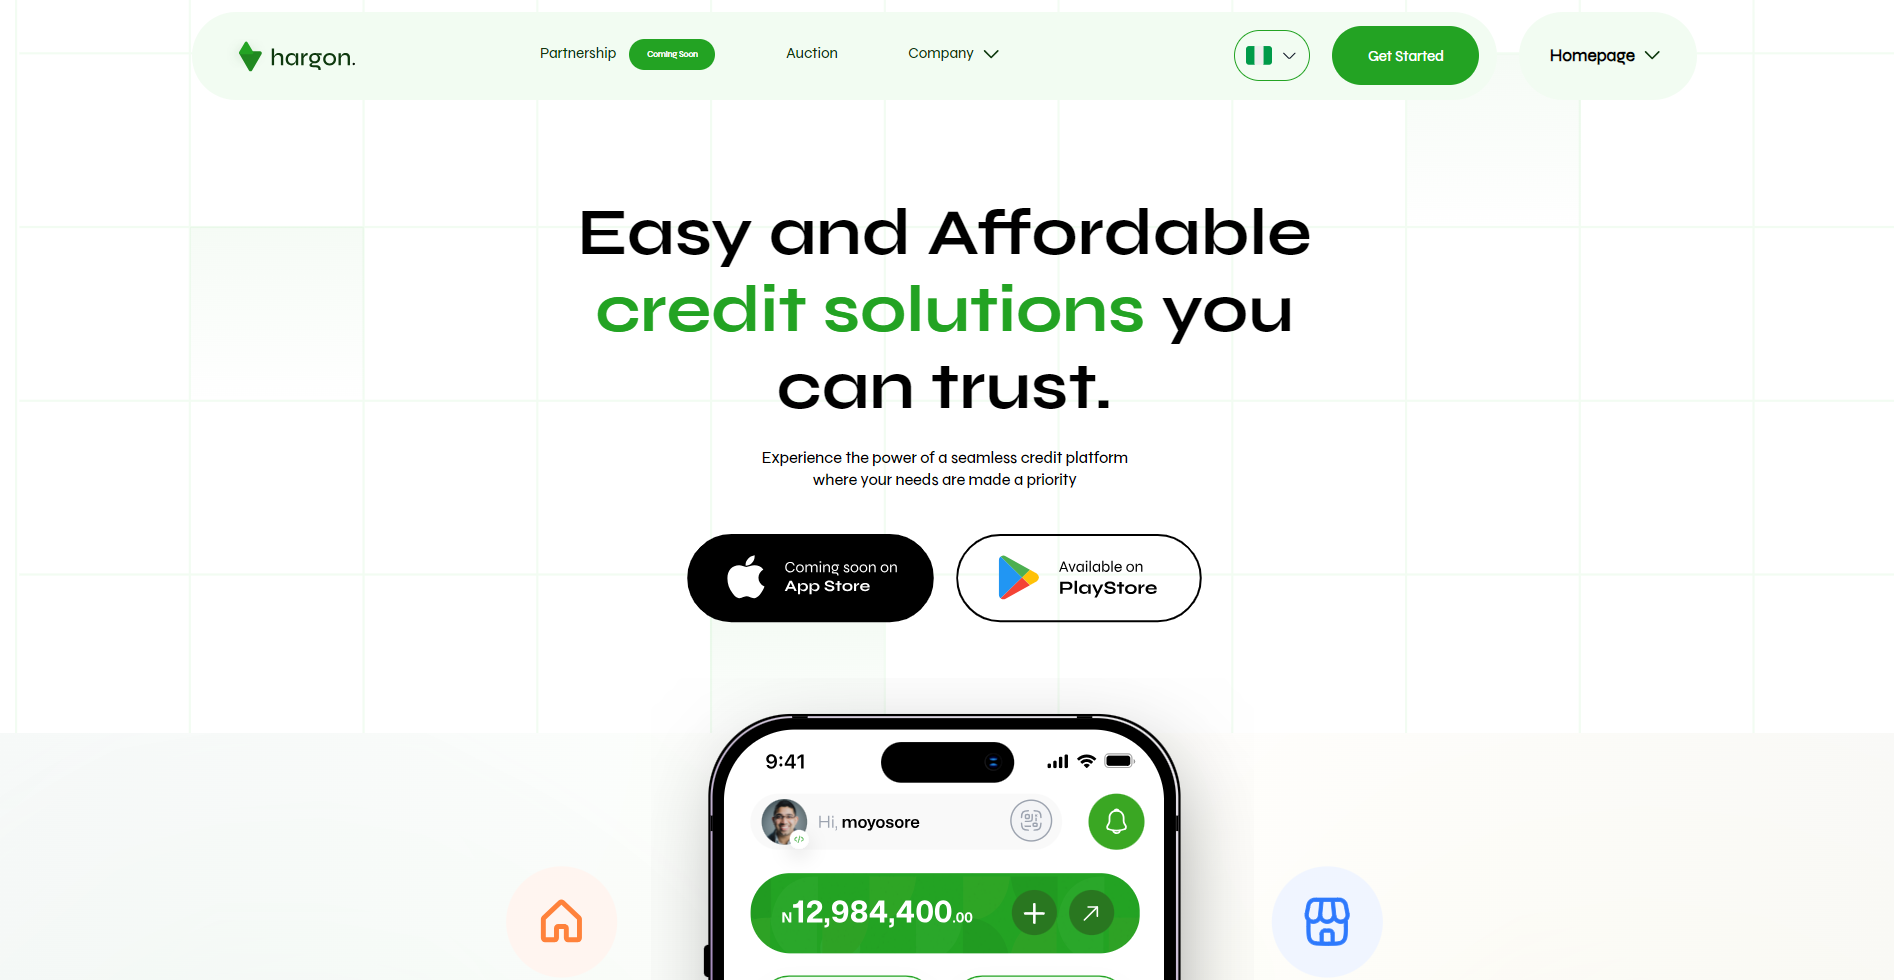 hargon.
Partnership
Coming Soon
Auction
Company
Get Started
Homepage
Easy and Affordable
credit solutions you
can trust.
Experience the power of a seamless credit platform
where your needs are made a priority
Coming soon on
App Store
Available on
PlayStore
9:41
Hi, moyosore
N12,984,400.00